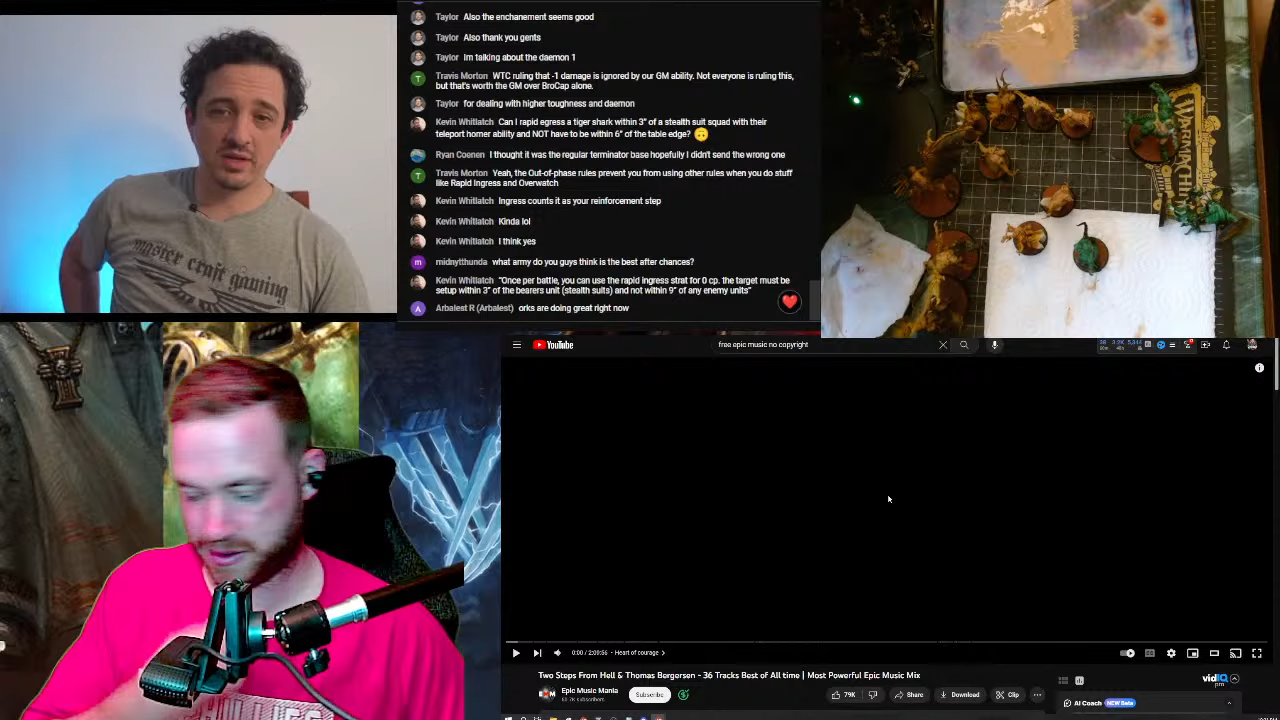 Taylor Also the enchanement seems good
Taylor Also thank you gents
Taylor Im talking about the daemon 1
Travis Morton WTC ruling that -1 damage is ignored by our GM ability. Not everyone is ruling this,
but that's worth the GM over BroCap alone.
Taylor for dealing with higher toughness and daemon
Kevin Whitlatch Can I rapid egress a tiger shark within 3" of a stealth suit squad with their
teleport homer ability and NOT have to be within 6" of the table edge? 🙃
Ryan Coenen I thought it was the regular terminator base hopefully I didn't send the wrong one
T Travis Morton Yeah, the Out-of-phase rules prevent you from using other rules when you do stuff
like Rapid Ingress and Overwatch
Kevin Whitlatch Ingress counts it as your reinforcement step
Kevin Whitlatch Kinda lol
Kevin Whitlatch I think yes
m midnytthunda what army do you guys think is the best after chances?
Kevin Whitlatch "Once per battle, you can use the rapid ingress strat for 0 cp. the target must be
setup within 3" of the bearers unit (stealth suits) and not within 9" of any enemy units"
A Arbalest R (Arbalest) orks are doing great right now
master craft gaming
WARMACHINE
YouTube
free epic music no copyright
0:00 / 2:09:56 • Heart of courage
Two Steps From Hell & Thomas Bergersen - 36 Tracks Best of All time | Most Powerful Epic Music Mix
Epic Music Mania
subscribers
Subscribe
79K
Share
Download
Clip
vidIQ
pro
AI Coach NEW Beta